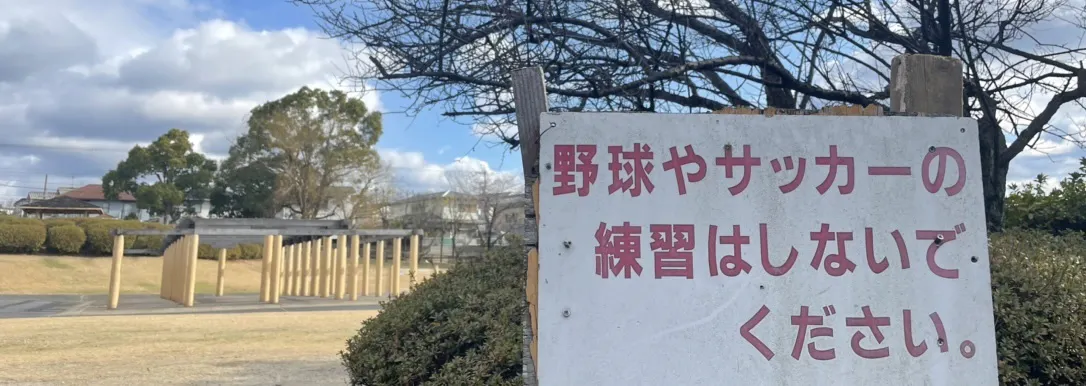 野球やサッカーの
練習はしないで
ください。